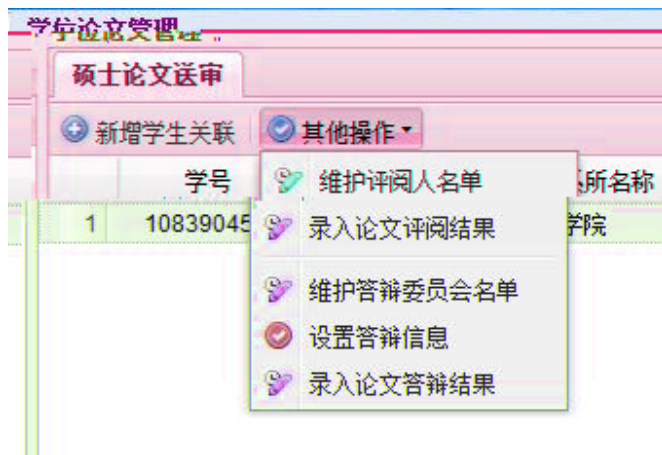 学位论文管理
硕士论文送审
新增学生关联 其他操作
学号 所名称
1 10839045 学院
维护评阅人名单
录入论文评阅结果
维护答辩委员会名单
设置答辩信息
录入论文答辩结果